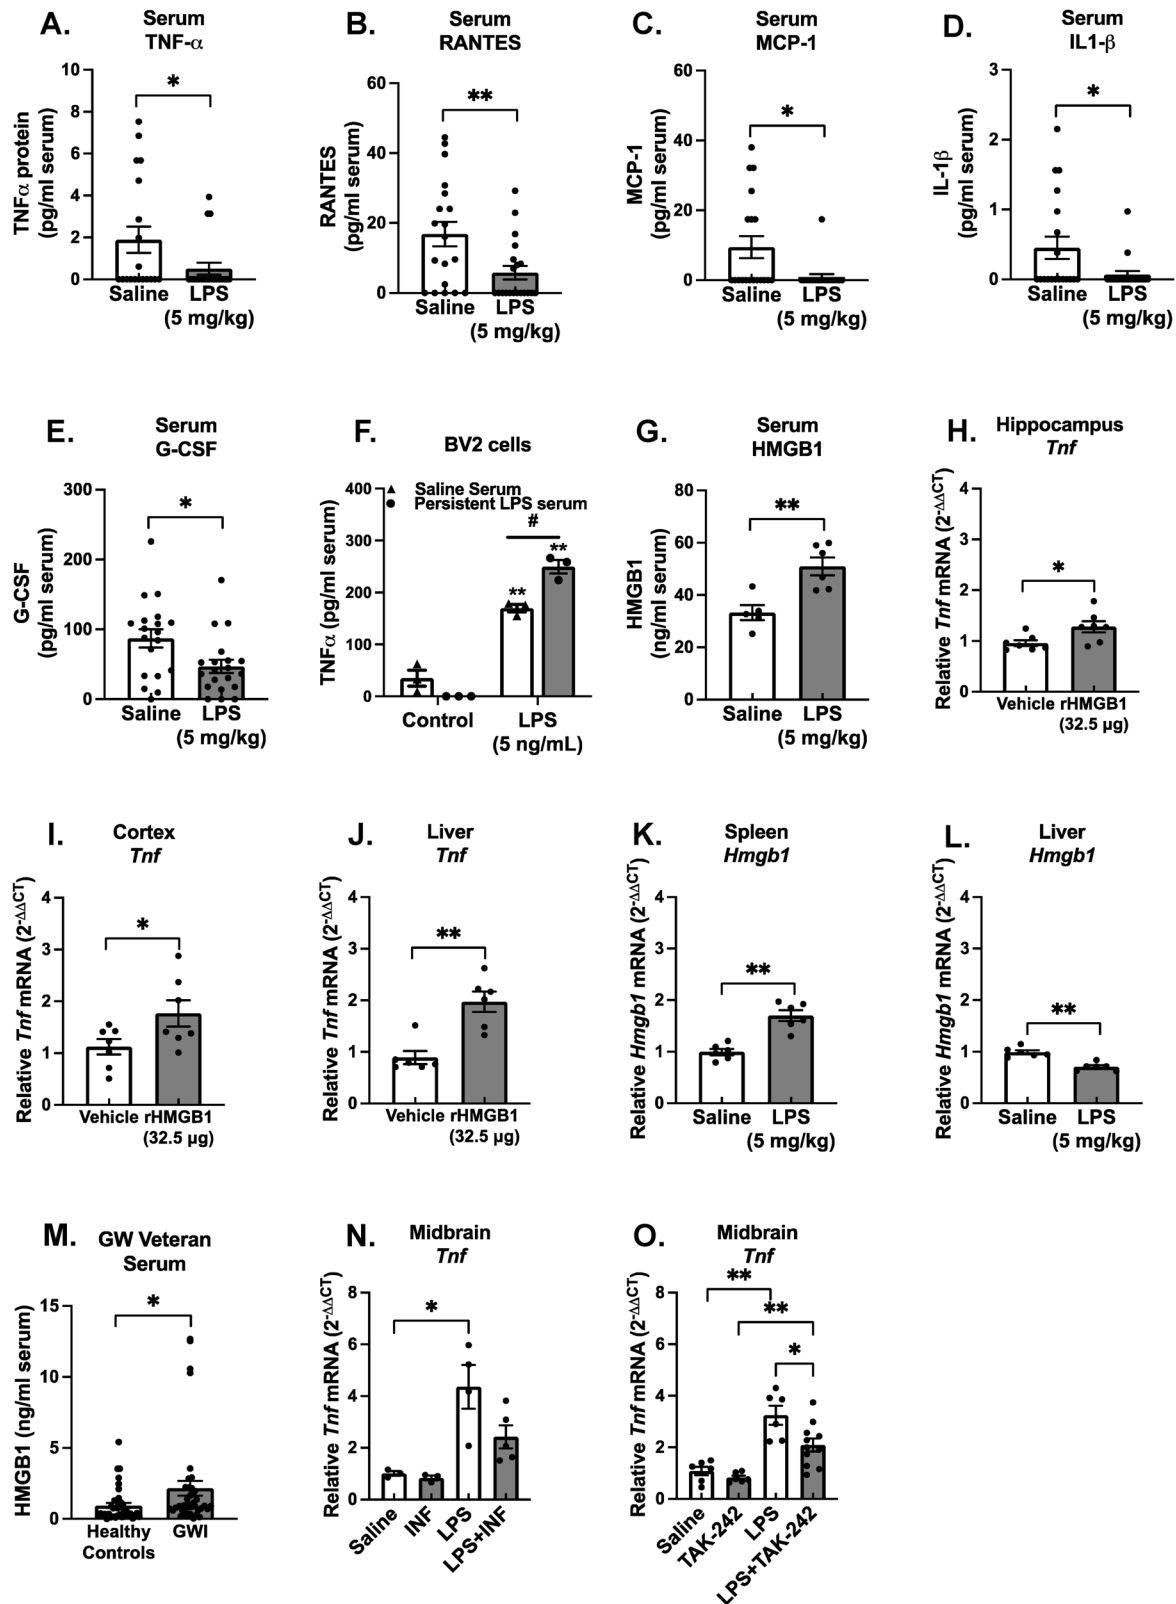 A.
Serum
TNF-α
TNFα protein
(pg/ml serum)
10
8
6
4
2
0
*
Saline
LPS
(5 mg/kg)
B.
Serum
RANTES
RANTES
(pg/ml serum)
60
40
20
0
**
Saline
LPS
(5 mg/kg)
C.
Serum
MCP-1
MCP-1
(pg/ml serum)
60
40
20
0
*
Saline
LPS
(5 mg/kg)
D.
Serum
IL1-β
IL-1β
(pg/ml serum)
3
2
1
0
*
Saline
LPS
(5 mg/kg)
E.
Serum
G-CSF
G-CSF
(pg/ml serum)
300
200
100
0
*
Saline
LPS
(5 mg/kg)
F.
BV2 cells
TNFα (pg/ml serum)
400
300
200
100
0
Saline Serum
Persistent LPS serum
#
**
**
Control
LPS
(5 ng/mL)
G.
Serum
HMGB1
HMGB1
(ng/ml serum)
80
60
40
20
0
**
Saline
LPS
(5 mg/kg)
H.
Hippocampus
Tnf
Relative Tnf mRNA (2-ΔΔCT)
4
3
2
1
0
*
Vehicle
rHMGB1
(32.5 µg)
I.
Cortex
Tnf
Relative Tnf mRNA (2-ΔΔCT)
4
3
2
1
0
*
Vehicle
rHMGB1
(32.5 µg)
J.
Liver
Tnf
Relative Tnf mRNA (2-ΔΔCT)
4
3
2
1
0
**
Vehicle
rHMGB1
(32.5 µg)
K.
Spleen
Hmgb1
Relative Hmgb1 mRNA (2-ΔΔCT)
4
3
2
1
0
**
Saline
LPS
(5 mg/kg)
L.
Liver
Hmgb1
Relative Hmgb1 mRNA (2-ΔΔCT)
4
3
2
1
0
**
Saline
LPS
(5 mg/kg)
M.
GW Veteran
Serum
HMGB1 (ng/ml serum)
15
10
5
0
*
Healthy
Controls
GWI
N.
Midbrain
Tnf
Relative Tnf mRNA (2-ΔΔCT)
8
6
4
2
0
*
Saline
INF
LPS
LPS+INF
O.
Midbrain
Tnf
Relative Tnf mRNA (2-ΔΔCT)
8
6
4
2
0
**
**
*
Saline
TAK-242
LPS
LPS+TAK-242